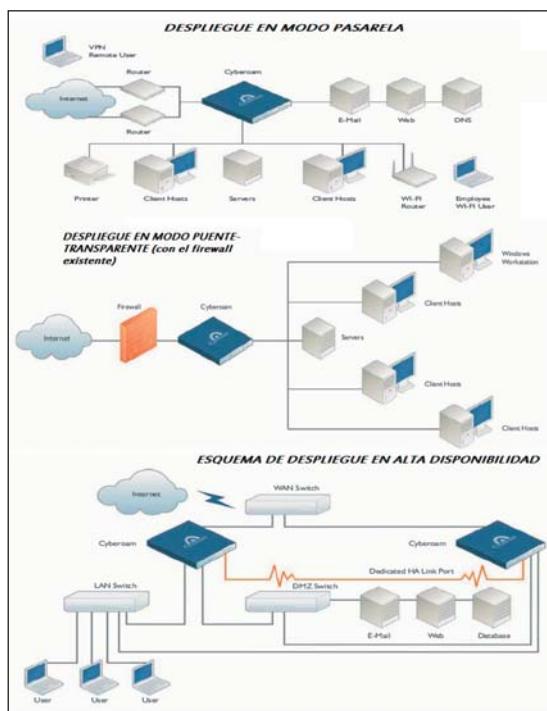 DESPLIEGUE EN MODO PASARELA
VPN
Remote User
Router
Cyberoam
Internet
Router
E-Mail
Web
DNS
Printer
Client Hosts
Servers
Client Hosts
WI-FI
Router
Employee
WI-FI User
DESPLIEGUE EN MODO PUENTE-
TRANSPARENTE (con el firewall
existente)
Windows
Workstation
Firewall
Cyberoam
Client Hosts
Internet
Servers
Client Hosts
Client Hosts
ESQUEMA DE DESPLIEGUE EN ALTA DISPONIBILIDAD
WAN Switch
Internet
Cyberoam
Cyberoam
Dedicated HA Link Port
LAN Switch
DMZ Switch
E-Mail
Web
Database
User
User
User